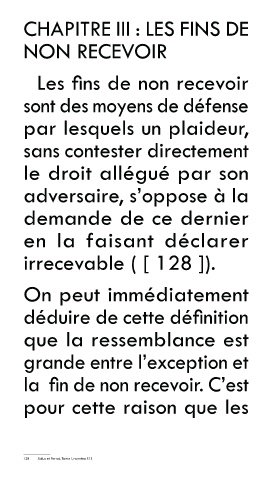 CHAPITRE III : LES FINS DE
NON RECEVOIR
Les fins de non recevoir
sont des moyens de défense
par lesquels un plaideur,
sans contester directement
le droit allégué par son
adversaire, s'oppose à la
demande de ce dernier
en la faisant déclarer
irrecevable ( [ 128 ]).
On peut immédiatement
déduire de cette définition
que la ressemblance est
grande entre l'exception et
la fin de non recevoir. C'est
pour cette raison que les
128